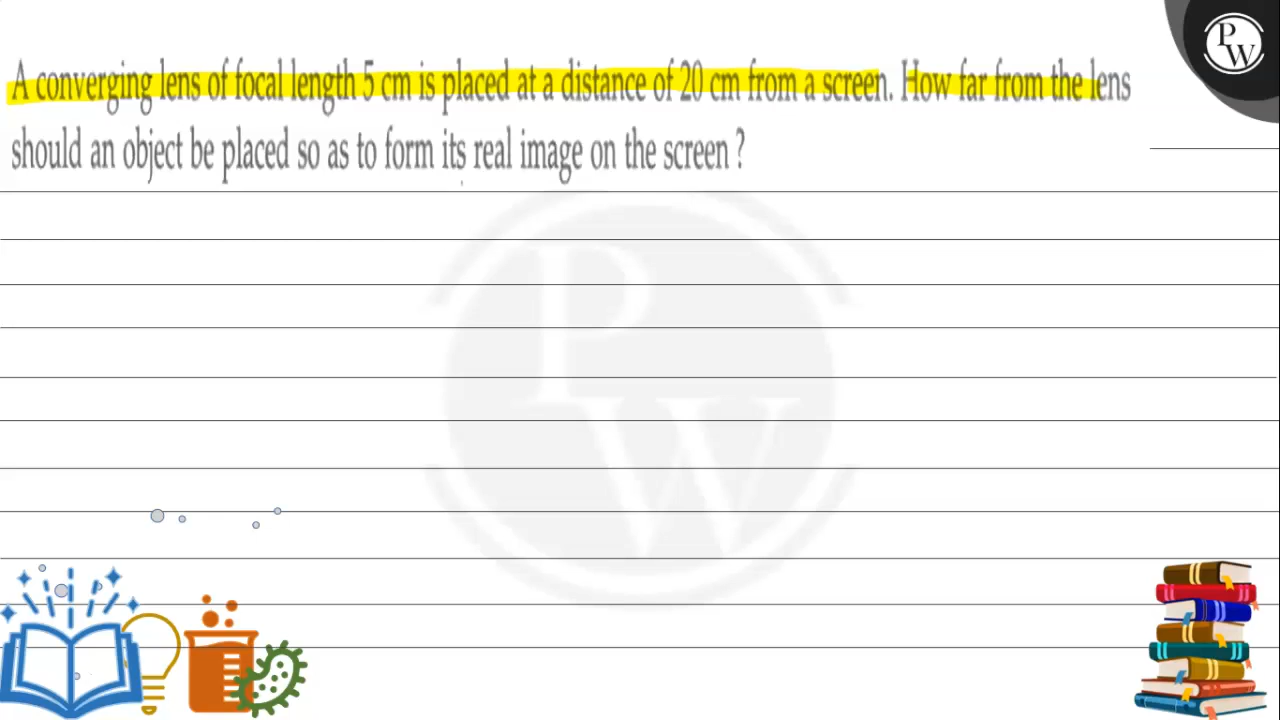 P
W
A converging lens of focal length 5 cm is placed at a distance of 20 cm from a screen. How far from the lens
should an object be placed so as to form its real image on the screen ?
P
W